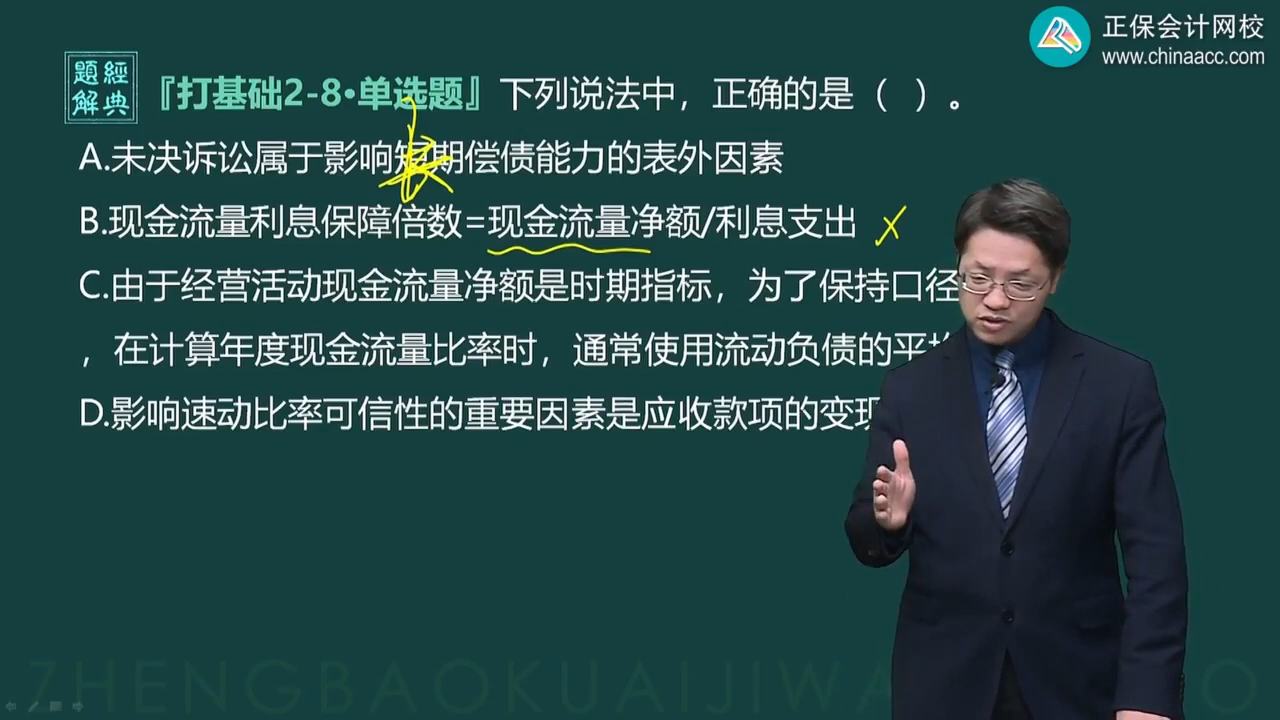 正保会计网校
www.chinaacc.com
經典題解
『打基础2-8•单选题』下列说法中，正确的是（ ）。
A.未决诉讼属于影响短期偿债能力的表外因素
长
B.现金流量利息保障倍数=现金流量净额/利息支出
C.由于经营活动现金流量净额是时期指标，为了保持口径
，在计算年度现金流量比率时，通常使用流动负债的平
D.影响速动比率可信性的重要因素是应收款项的变现
ZHENGBAOKUAIJIWA